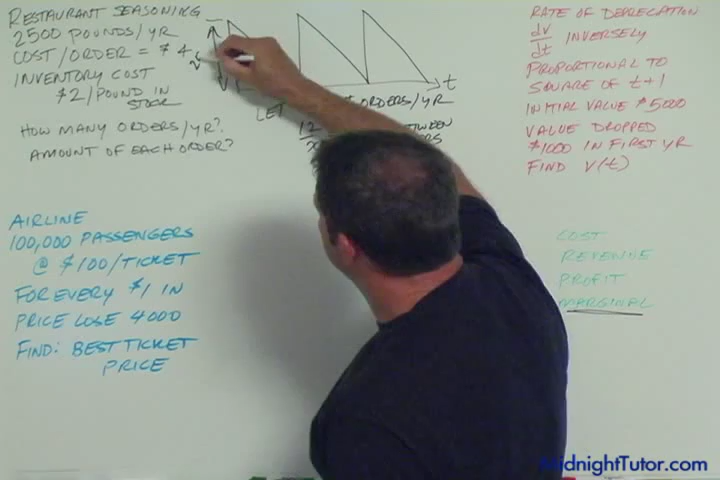 RESTAURANT SEASONING
2500 POUNDS/YR
COST/ORDER = $4
INVENTORY COST
$2/POUND IN
STOCK
HOW MANY ORDERS/YR?
AMOUNT OF EACH ORDER?
t
LET
ORDERS/YR
12
x
AIRLINE
100,000 PASSENGERS
@ $100/TICKET
FOR EVERY $1 IN
PRICE LOSE 4000
FIND: BEST TICKET
PRICE
RATE OF DEPRECATION
dv/dt INVERSELY
PROPORTIONAL TO
SQUARE OF t+1
INITIAL VALUE $5000
VALUE DROPPED
$1000 IN FIRST YR
FIND V(t)
COST
REVENUE
PROFIT
MARGINAL
MidnightTutor.com